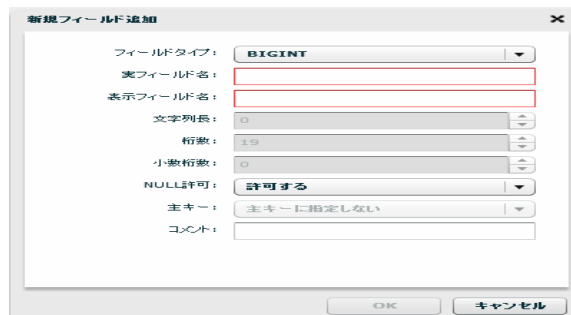 新規フィールド追加
フィールドタイプ: BIGINT
実フィールド名:
表示フィールド名:
文字列長: 0
桁数: 19
小数桁数: 0
NULL許可: 許可する
主キー: 主キーに指定しない
コメント:
OK キャンセル